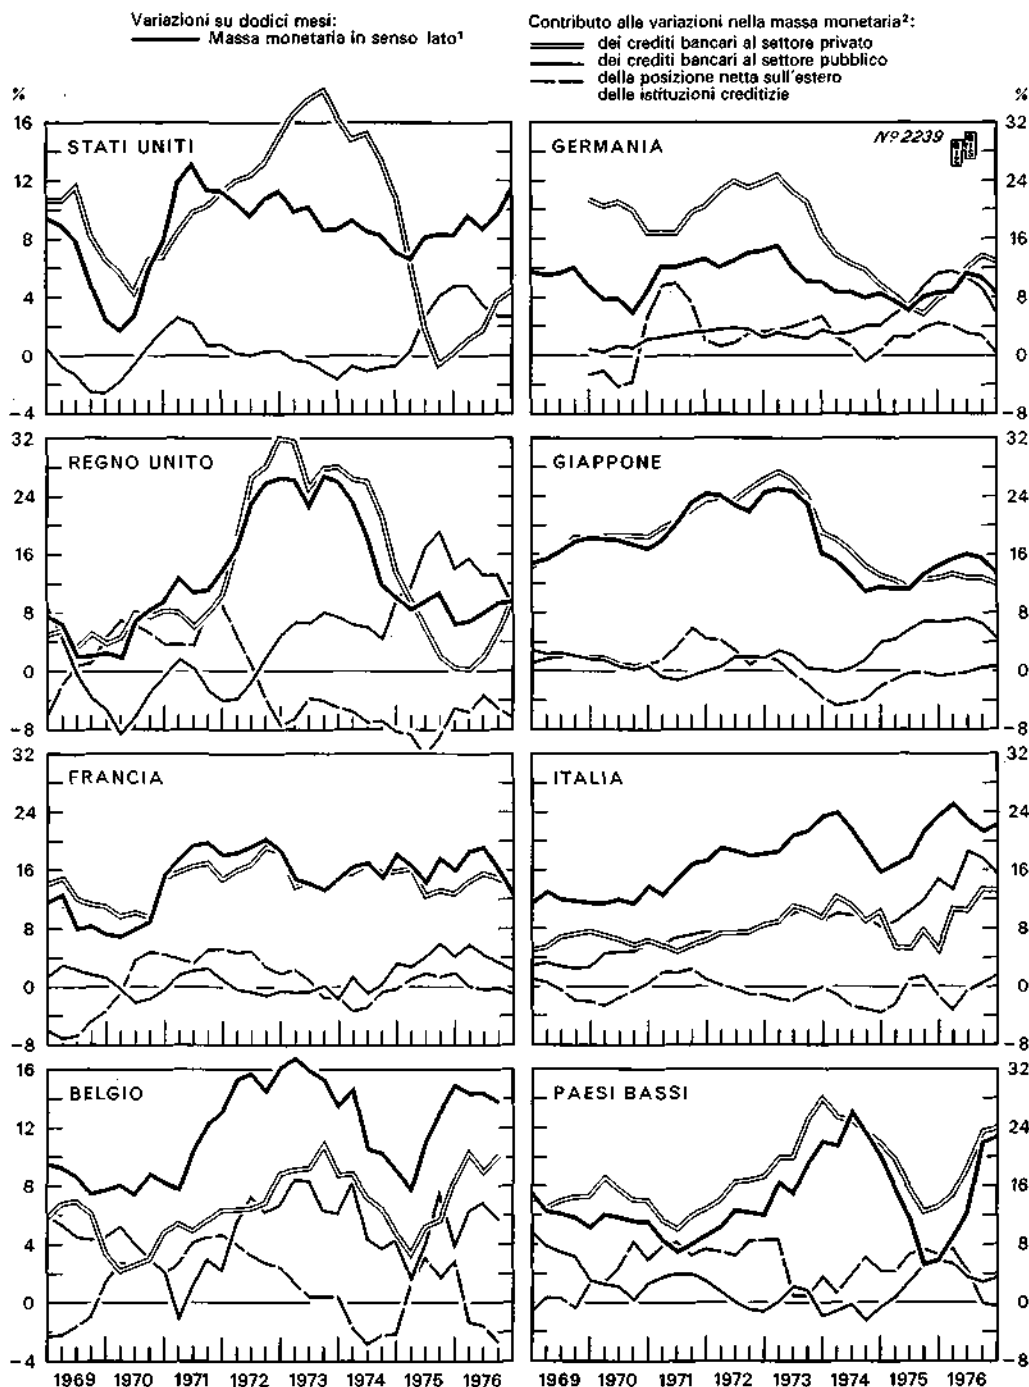 Variazioni su dodici mesi:
Massa monetaria in senso lato¹
Contributo alle variazioni nella massa monetaria²:
dei crediti bancari al settore privato
dei crediti bancari al settore pubblico
della posizione netta sull'estero
delle istituzioni creditizie
% %
STATI UNITI
16
12
8
4
0
-4
GERMANIA
Nº 2239
32
24
16
8
0
-8
REGNO UNITO
32
24
16
8
0
-8
GIAPPONE
32
24
16
8
0
-8
FRANCIA
32
24
16
8
0
-8
ITALIA
32
24
16
8
0
-8
BELGIO
16
12
8
4
0
-4
PAESI BASSI
32
24
16
8
0
-8
1969 1970 1971 1972 1973 1974 1975 1976
1969 1970 1971 1972 1973 1974 1975 1976